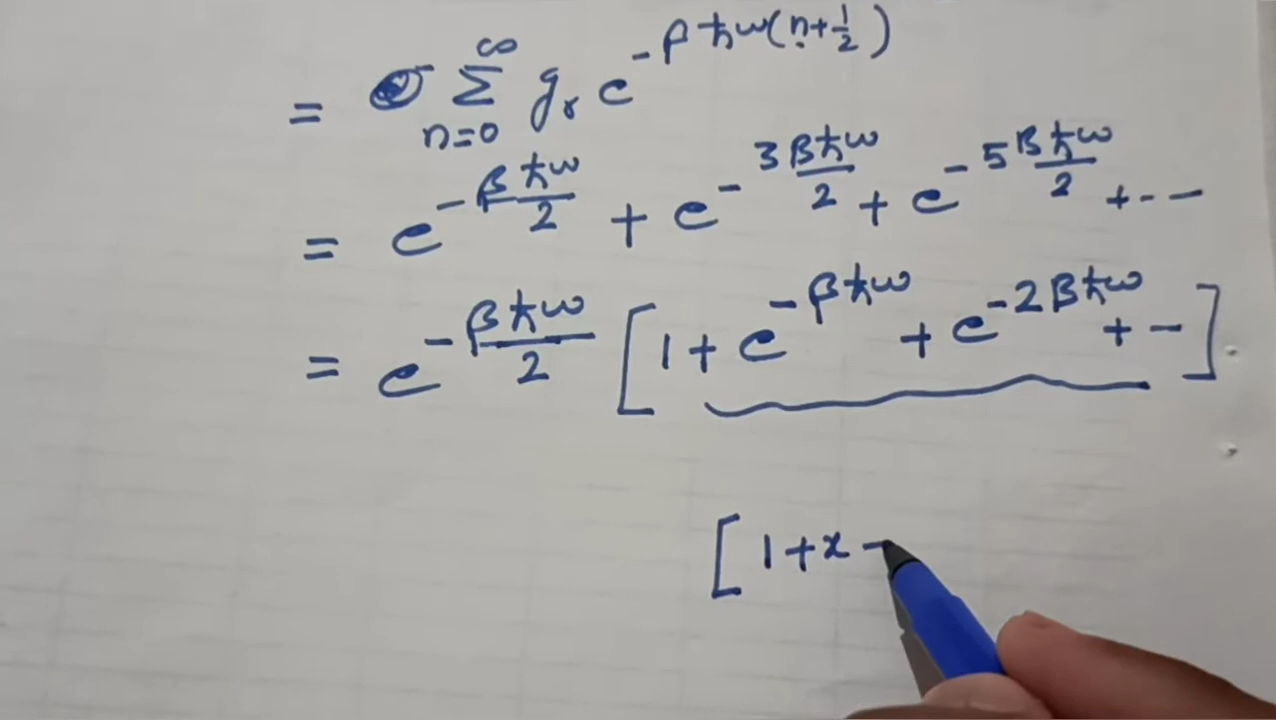 = Σ_{n=0}^{∞} g_r e^{-βħω(n+1/2)}
= e^{-βħω/2} + e^{-3βħω/2} + e^{-5βħω/2} + - -
= e^{-βħω/2} [1 + e^{-βħω} + e^{-2βħω} + - ]
[ 1 + x -